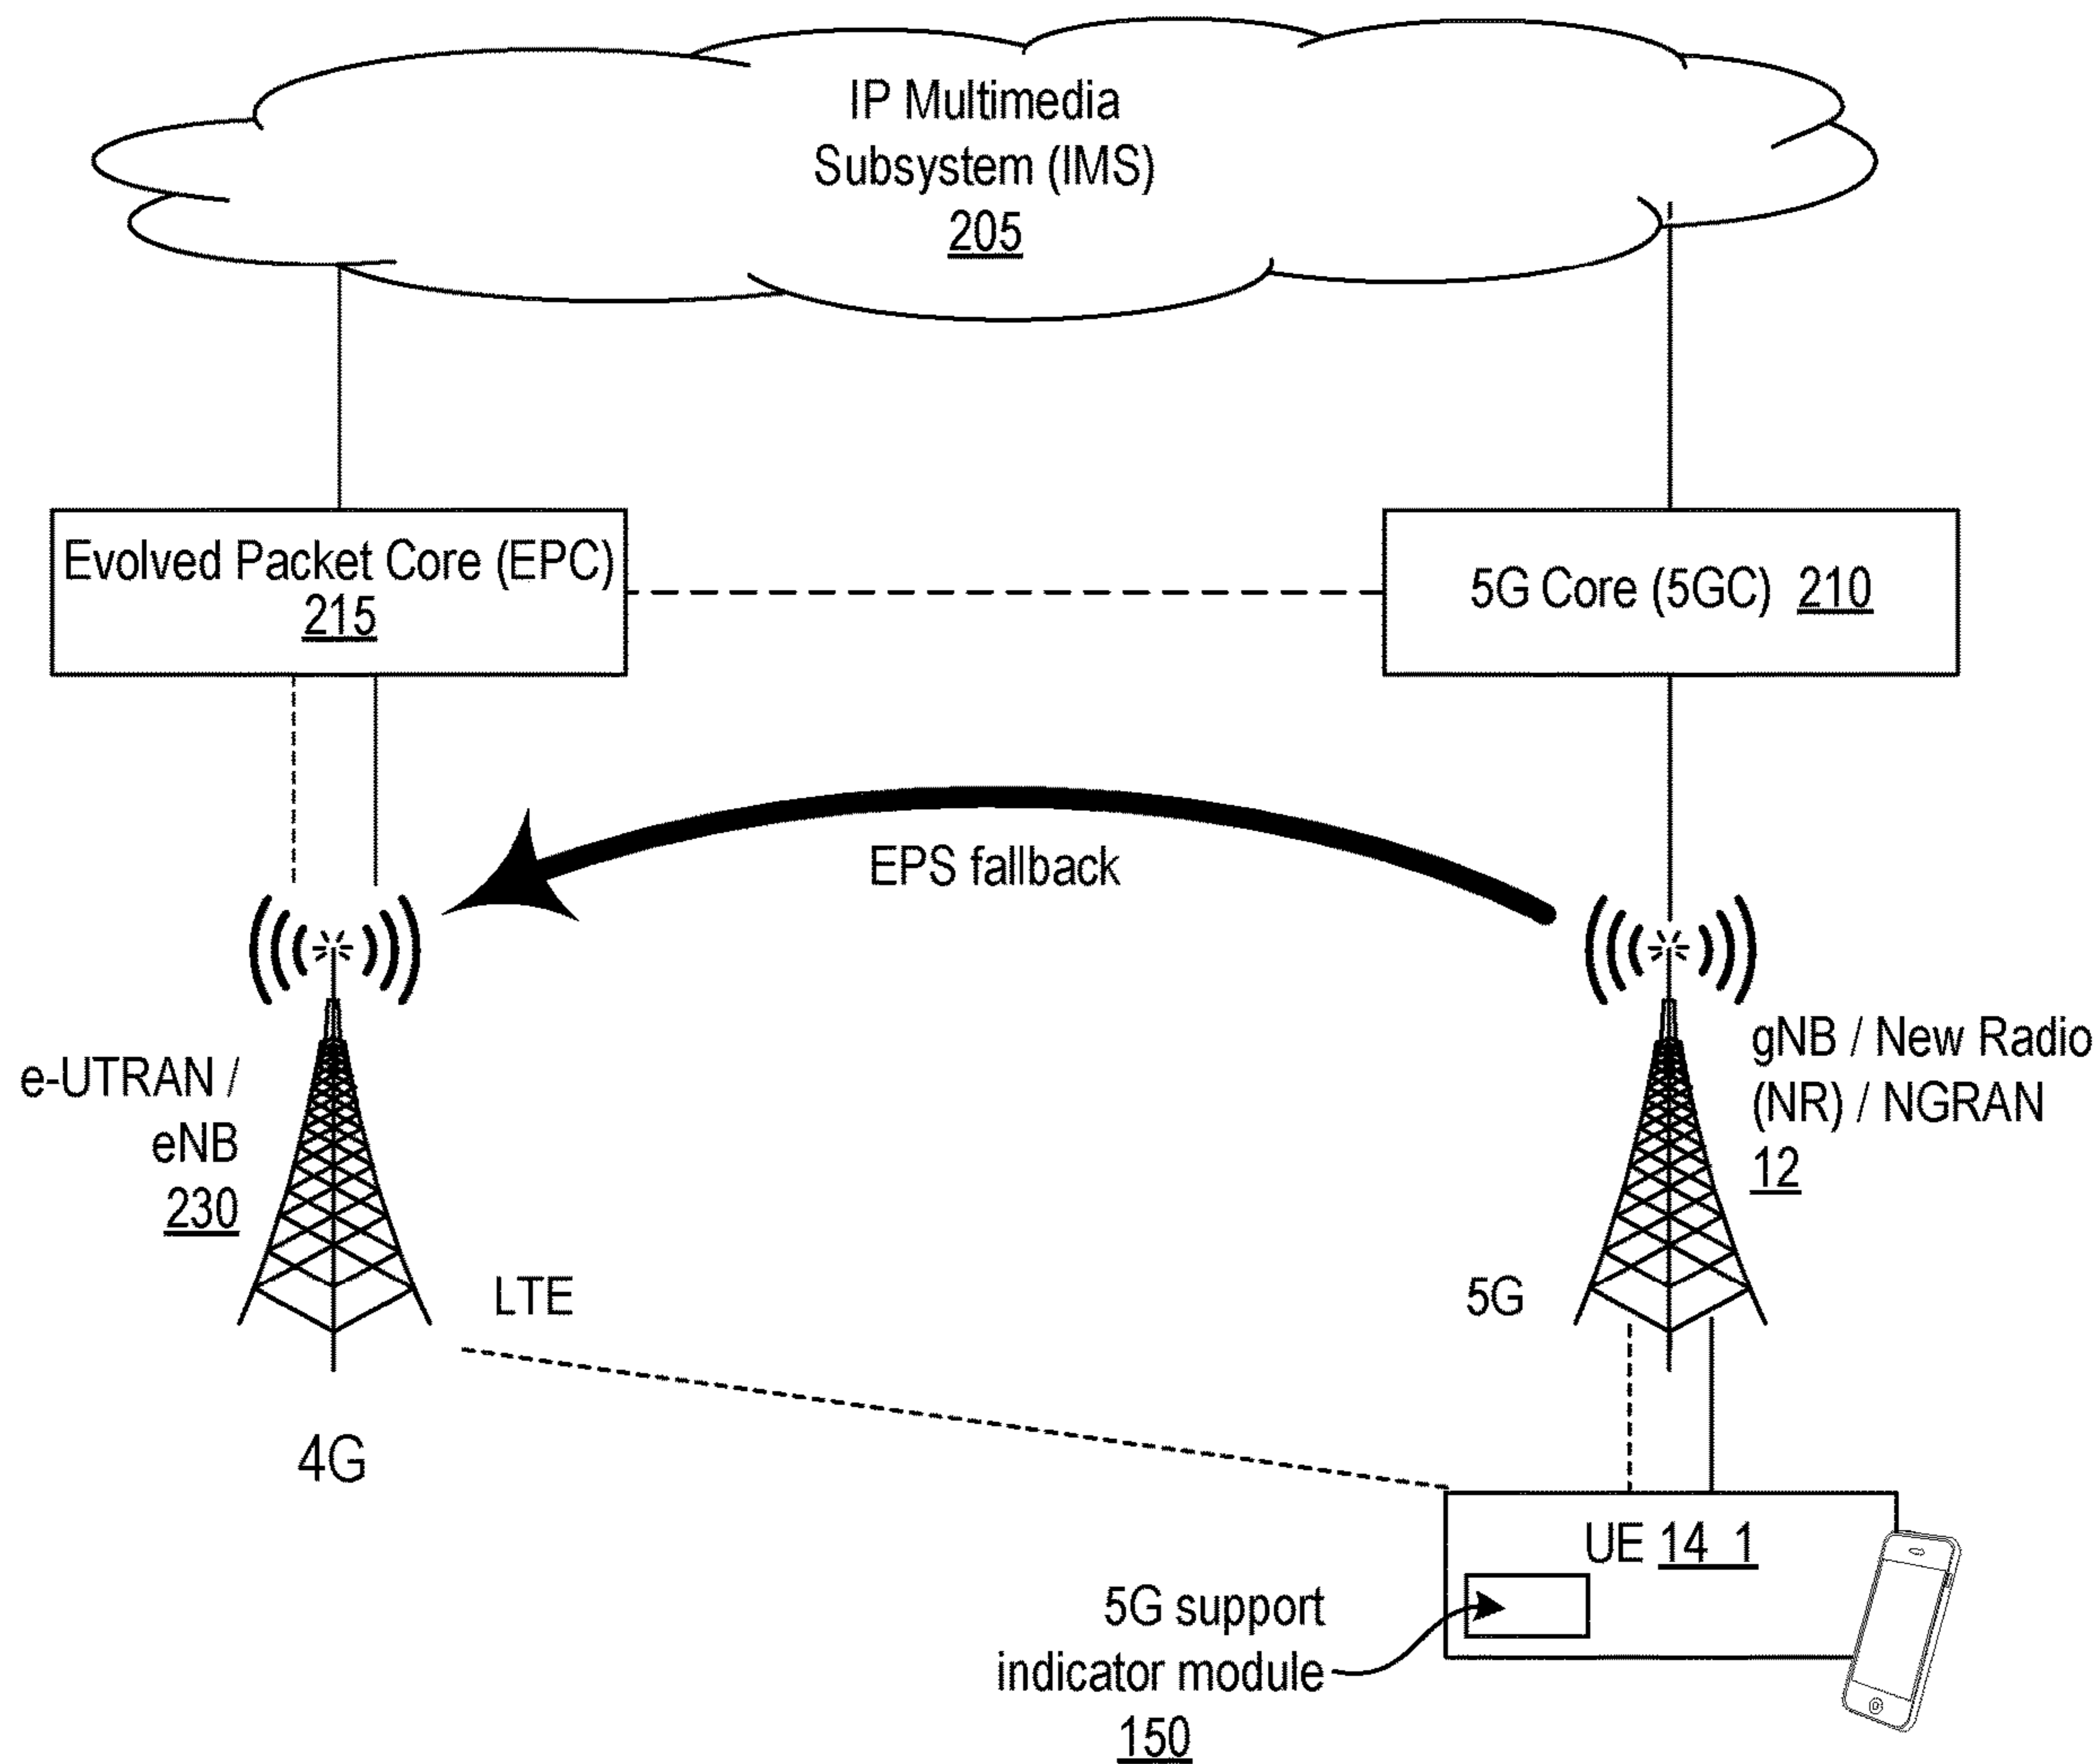 IP Multimedia
Subsystem (IMS)
205
Evolved Packet Core (EPC)
215
5G Core (5GC) 210
EPS fallback
e-UTRAN /
eNB
230
gNB / New Radio
(NR) / NGRAN
12
LTE
5G
4G
UE 14_1
5G support
indicator module
150